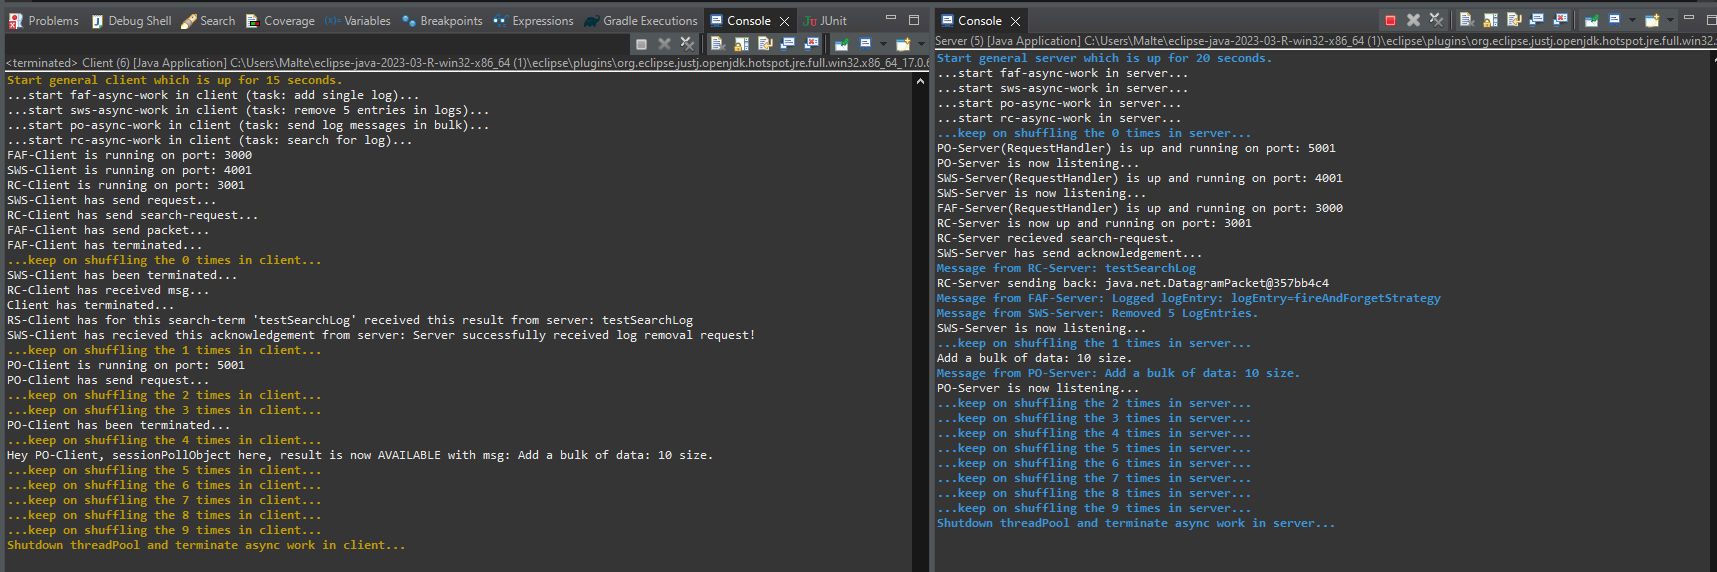 Problems Debug Shell Search Coverage Variables Breakpoints Expressions Gradle Executions Console JUnit
<terminated> Client (6) [Java Application] C:\Users\Malte\eclipse-java-2023-03-R-win32-x86_64 (1)\eclipse\plugins\org.eclipse.justj.openjdk.hotspot.jre.full.win32.x86_64_17.0.6
Start general client which is up for 15 seconds.
...start faf-async-work in client (task: add single log)...
...start sws-async-work in client (task: remove 5 entries in logs)...
...start po-async-work in client (task: send log messages in bulk)...
...start rc-async-work in client (task: search for log)...
FAF-Client is running on port: 3000
SWS-Client is running on port: 4001
RC-Client is running on port: 3001
SWS-Client has send request...
RC-Client has send search-request...
FAF-Client has send packet...
FAF-Client has terminated...
...keep on shuffling the 0 times in client...
SWS-Client has been terminated...
RC-Client has received msg...
Client has terminated...
RS-Client has for this search-term 'testSearchLog' received this result from server: testSearchLog
SWS-Client has recieved this acknowledgement from server: Server successfully received log removal request!
...keep on shuffling the 1 times in client...
PO-Client is running on port: 5001
PO-Client has send request...
...keep on shuffling the 2 times in client...
...keep on shuffling the 3 times in client...
PO-Client has been terminated...
...keep on shuffling the 4 times in client...
Hey PO-Client, sessionPollObject here, result is now AVAILABLE with msg: Add a bulk of data: 10 size.
...keep on shuffling the 5 times in client...
...keep on shuffling the 6 times in client...
...keep on shuffling the 7 times in client...
...keep on shuffling the 8 times in client...
...keep on shuffling the 9 times in client...
Shutdown threadPool and terminate async work in client...
Console
Server (5) [Java Application] C:\Users\Malte\eclipse-java-2023-03-R-win32-x86_64 (1)\eclipse\plugins\org.eclipse.justj.openjdk.hotspot.jre.full.win32.
Start general server which is up for 20 seconds.
...start faf-async-work in server...
...start sws-async-work in server...
...start po-async-work in server...
...start rc-async-work in server...
...keep on shuffling the 0 times in server...
PO-Server(RequestHandler) is up and running on port: 5001
PO-Server is now listening...
SWS-Server(RequestHandler) is up and running on port: 4001
SWS-Server is now listening...
FAF-Server(RequestHandler) is up and running on port: 3000
RC-Server is now up and running on port: 3001
RC-Server recieved search-request.
SWS-Server has send acknowledgement...
Message from RC-Server: testSearchLog
RC-Server sending back: java.net.DatagramPacket@357bb4c4
Message from FAF-Server: Logged logEntry: logEntry=fireAndForgetStrategy
Message from SWS-Server: Removed 5 LogEntries.
SWS-Server is now listening...
...keep on shuffling the 1 times in server...
Add a bulk of data: 10 size.
Message from PO-Server: Add a bulk of data: 10 size.
PO-Server is now listening...
...keep on shuffling the 2 times in server...
...keep on shuffling the 3 times in server...
...keep on shuffling the 4 times in server...
...keep on shuffling the 5 times in server...
...keep on shuffling the 6 times in server...
...keep on shuffling the 7 times in server...
...keep on shuffling the 8 times in server...
...keep on shuffling the 9 times in server...
Shutdown threadPool and terminate async work in server...